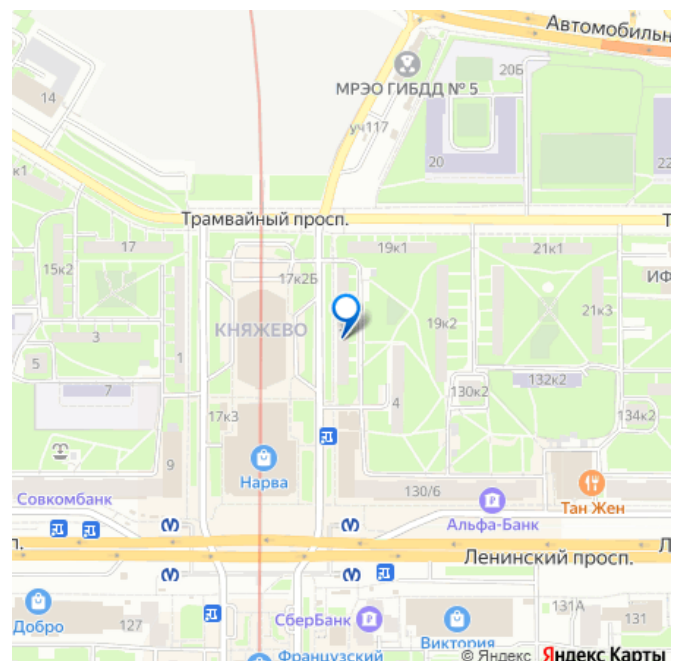 Автомобильн
14
МРЭО ГИБДД № 5
20Б
уч117
20
22
к1
Трамвайный просп.
Т
17
19к1
21к1
15к2
17к2Б
ИФ
КНЯЖЕВО
19к2
21к3
3
1
5
7
132к2
130к2
4
134к2
17к3
9
Нарва
130/6
Совкомбанк
Альфа-Банк
Тан Жен
п.
Л
Ленинский просп.
Добро
127
СберБанк
Виктория
131А
131
Французский
© Яндекс Яндекс Карты